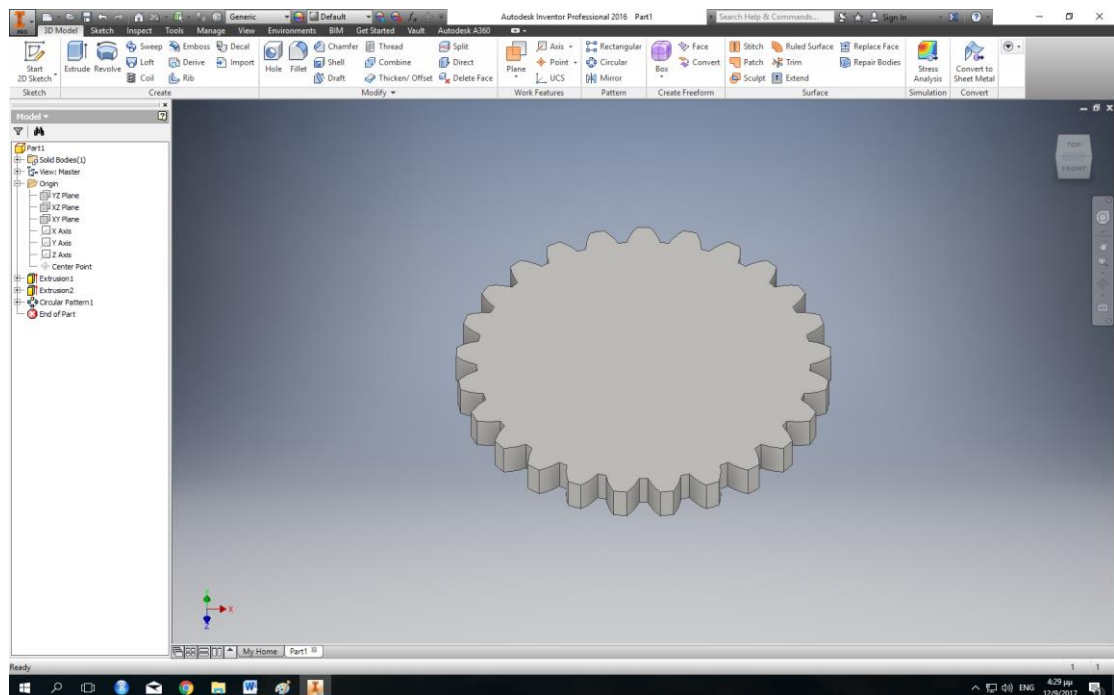 Generic
Default
Autodesk Inventor Professional 2016 Part1
Search Help & Commands...
Sign In
PRO
3D Model Sketch Inspect Tools Manage View Environments BIM Get Started Vault Autodesk A360
Start
2D Sketch
Extrude Revolve
Sweep Emboss Decal
Loft Derive Import
Coil Rib
Hole Fillet
Chamfer Thread Split
Shell Combine Direct
Draft Thicken/ Offset Delete Face
Plane
Axis
Point
UCS
Rectangular
Circular
Mirror
Box
Face
Convert
Stitch Ruled Surface Replace Face
Patch Trim Repair Bodies
Sculpt Extend
Stress
Analysis
Convert to
Sheet Metal
Sketch Create Modify Work Features Pattern Create Freeform Surface Simulation Convert
Model
Part1
Solid Bodies(1)
View: Master
Origin
YZ Plane
XZ Plane
XY Plane
X Axis
Y Axis
Z Axis
Center Point
Extrusion1
Extrusion2
Circular Pattern1
End of Part
TOP
FRONT
Y
X
Z
My Home Part1
Ready 1 1
ENG
4:29 μμ
12/9/2017